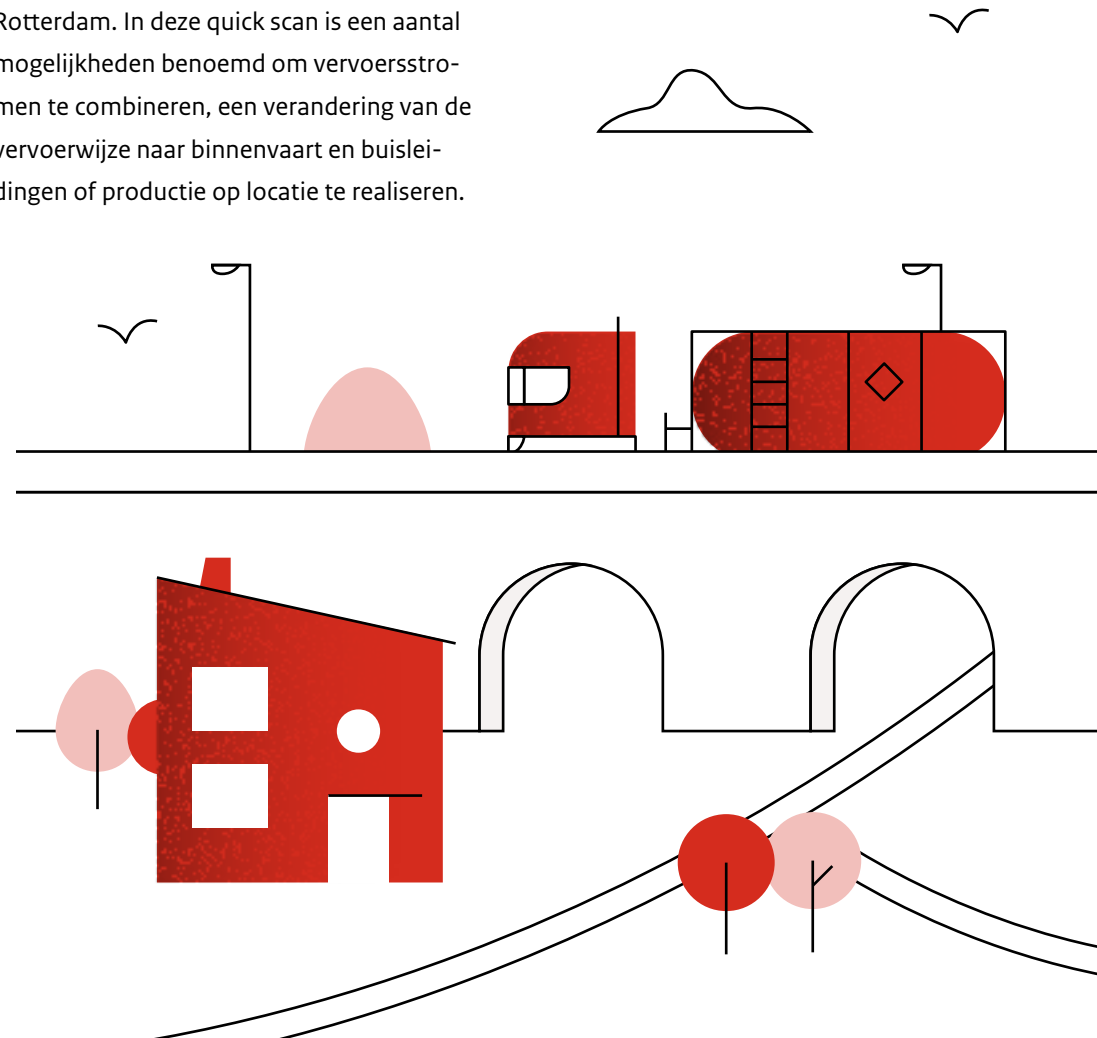 Rotterdam. In deze quick scan is een aantal
mogelijkheden benoemd om vervoersstro-
men te combineren, een verandering van de
vervoerwijze naar binnenvaart en buislei-
dingen of productie op locatie te realiseren.